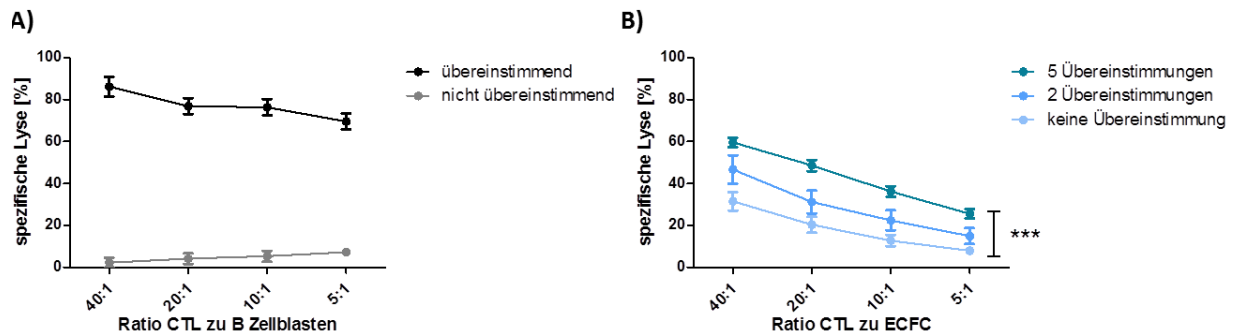 A)
spezifische Lyse [%]
100
80
60
40
20
0
40:1
20:1
10:1
5:1
Ratio CTL zu B Zellblasten
übereinstimmend
nicht übereinstimmend
B)
spezifische Lyse [%]
100
80
60
40
20
0
40:1
20:1
10:1
5:1
Ratio CTL zu ECFC
5 Übereinstimmungen
2 Übereinstimmungen
keine Übereinstimmung
***